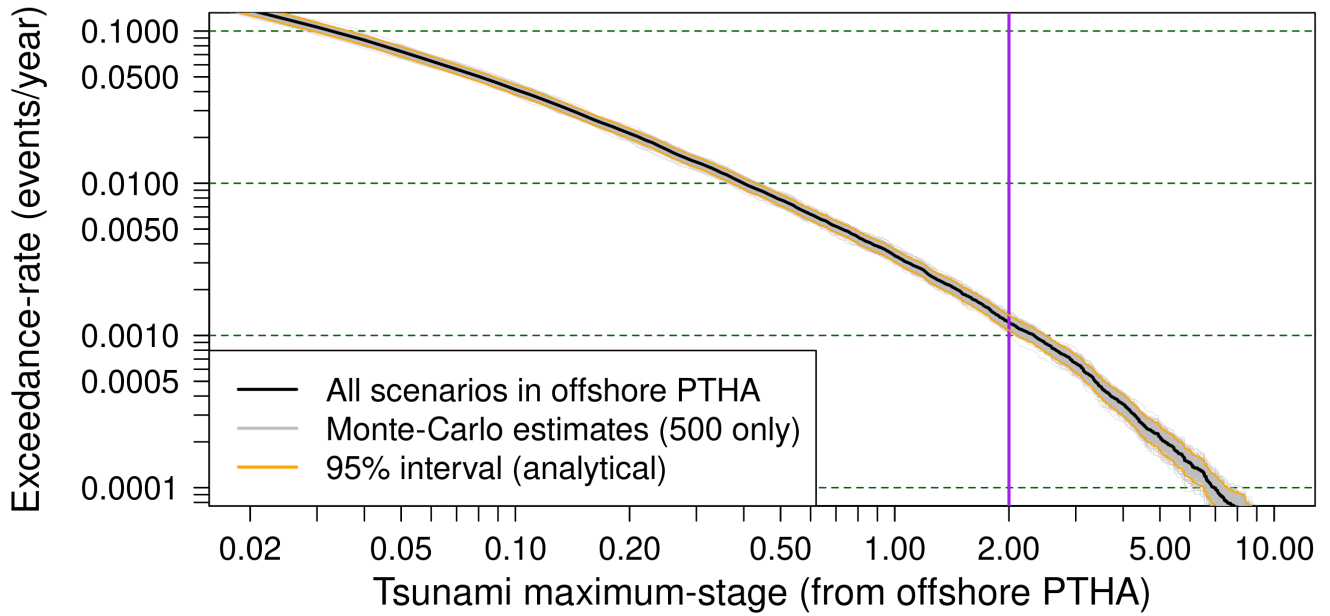 Exceedance-rate (events/year)
0.1000
0.0500
0.0100
0.0050
0.0010
0.0005
0.0001
All scenarios in offshore PTHA
Monte-Carlo estimates (500 only)
95% interval (analytical)
0.02 0.05 0.10 0.20 0.50 1.00 2.00 5.00 10.00
Tsunami maximum-stage (from offshore PTHA)